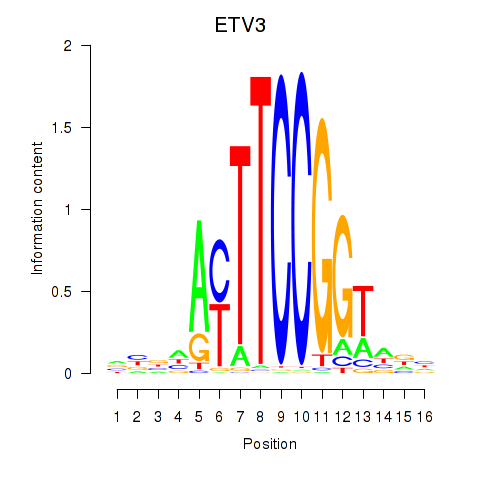 ETV3
2
1.5
1
0.5
0
Information content
A C T T C C G G T
G T A T A A
1 2 3 4 5 6 7 8 9 10 11 12 13 14 15 16
Position